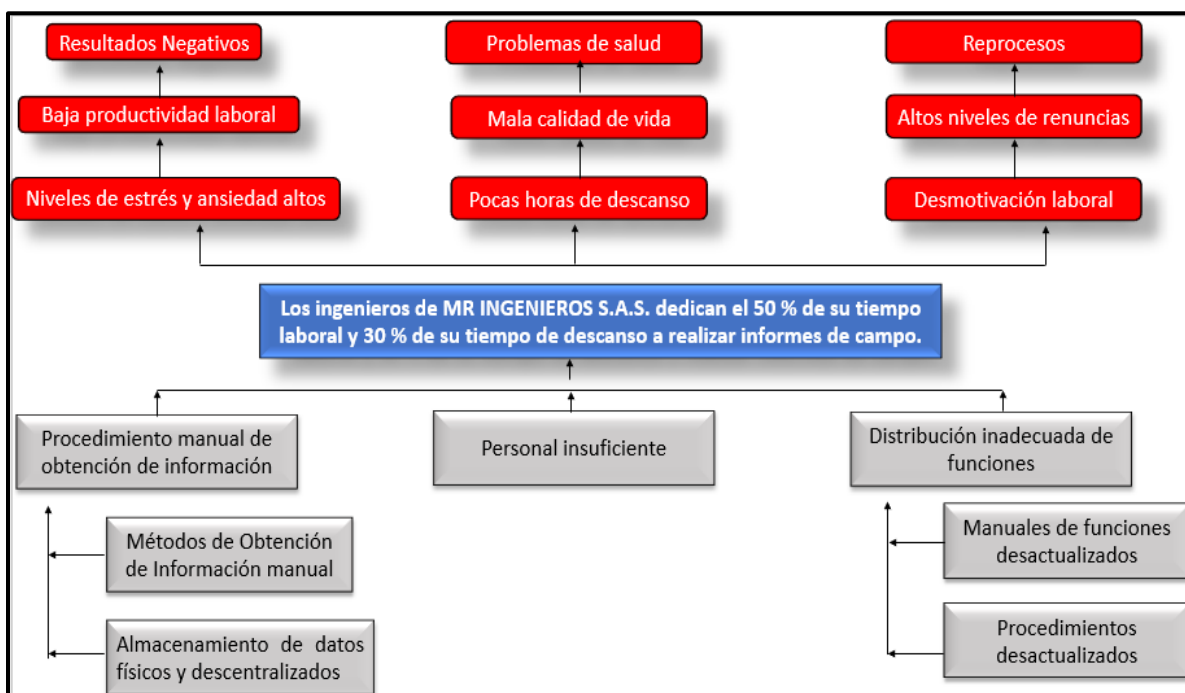 Resultados Negativos
Problemas de salud
Reprocesos
Baja productividad laboral
Mala calidad de vida
Altos niveles de renuncias
Niveles de estrés y ansiedad altos
Pocas horas de descanso
Desmotivación laboral
Los ingenieros de MR INGENIEROS S.A.S. dedican el 50 % de su tiempo
laboral y 30 % de su tiempo de descanso a realizar informes de campo.
Procedimiento manual de
obtención de información
Personal insuficiente
Distribución inadecuada de
funciones
Métodos de Obtención
de Información manual
Manuales de funciones
desactualizados
Almacenamiento de datos
físicos y descentralizados
Procedimientos
desactualizados